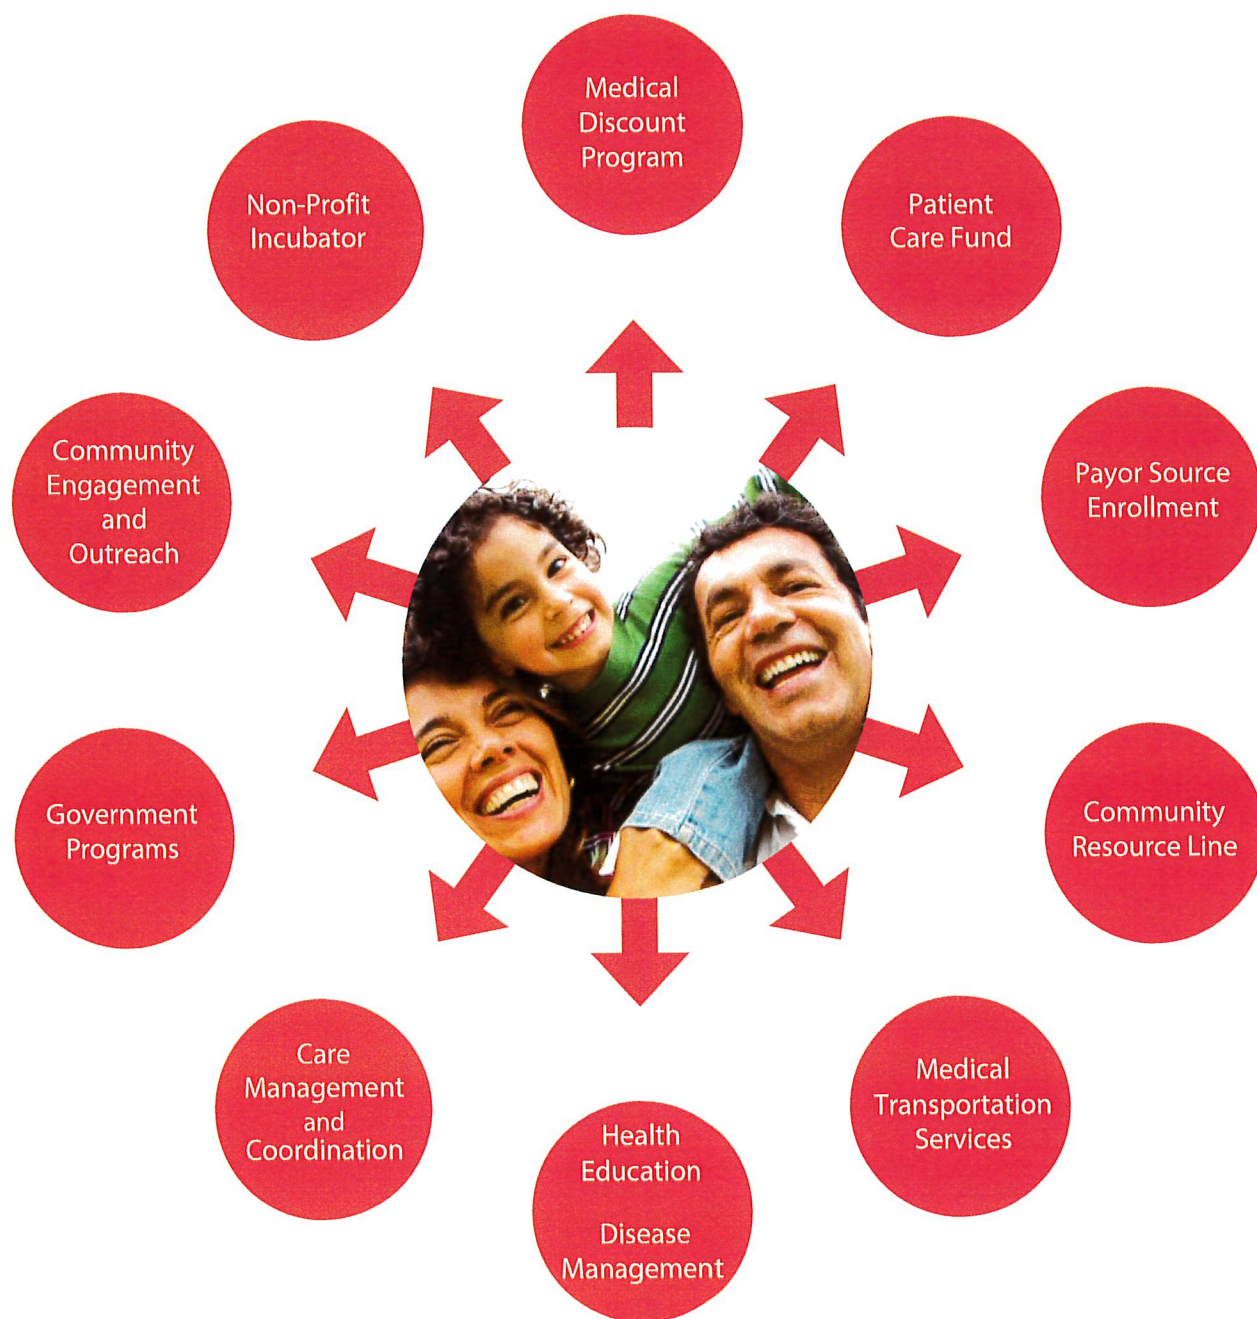 Medical
Discount
Program
Patient
Care Fund
Payor Source
Enrollment
Community
Resource Line
Medical
Transportation
Services
Health
Education
Disease
Management
Care
Management
and
Coordination
Government
Programs
Community
Engagement
and
Outreach
Non-Profit
Incubator